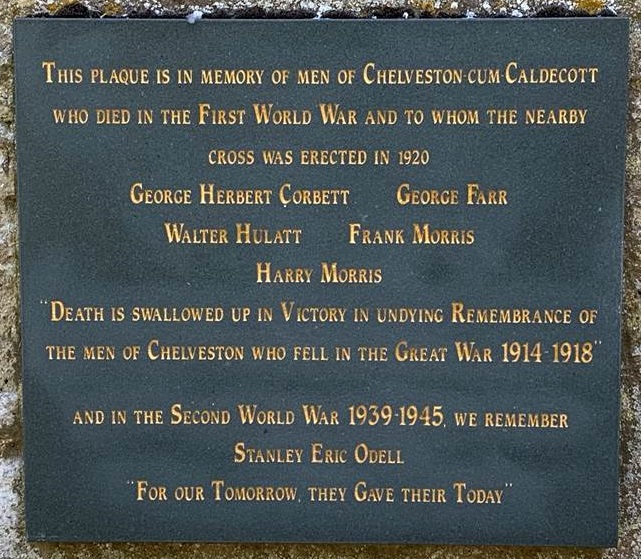 This plaque is in memory of men of Chelveston-cum-Caldecott
who died in the First World War and to whom the nearby
cross was erected in 1920
George Herbert Corbett George Farr
Walter Hulatt Frank Morris
Harry Morris
"Death is swallowed up in Victory in undying Remembrance of
the men of Chelveston who fell in the Great War 1914-1918"
and in the Second World War 1939-1945, we remember
Stanley Eric Odell
"For our Tomorrow, they Gave their Today"